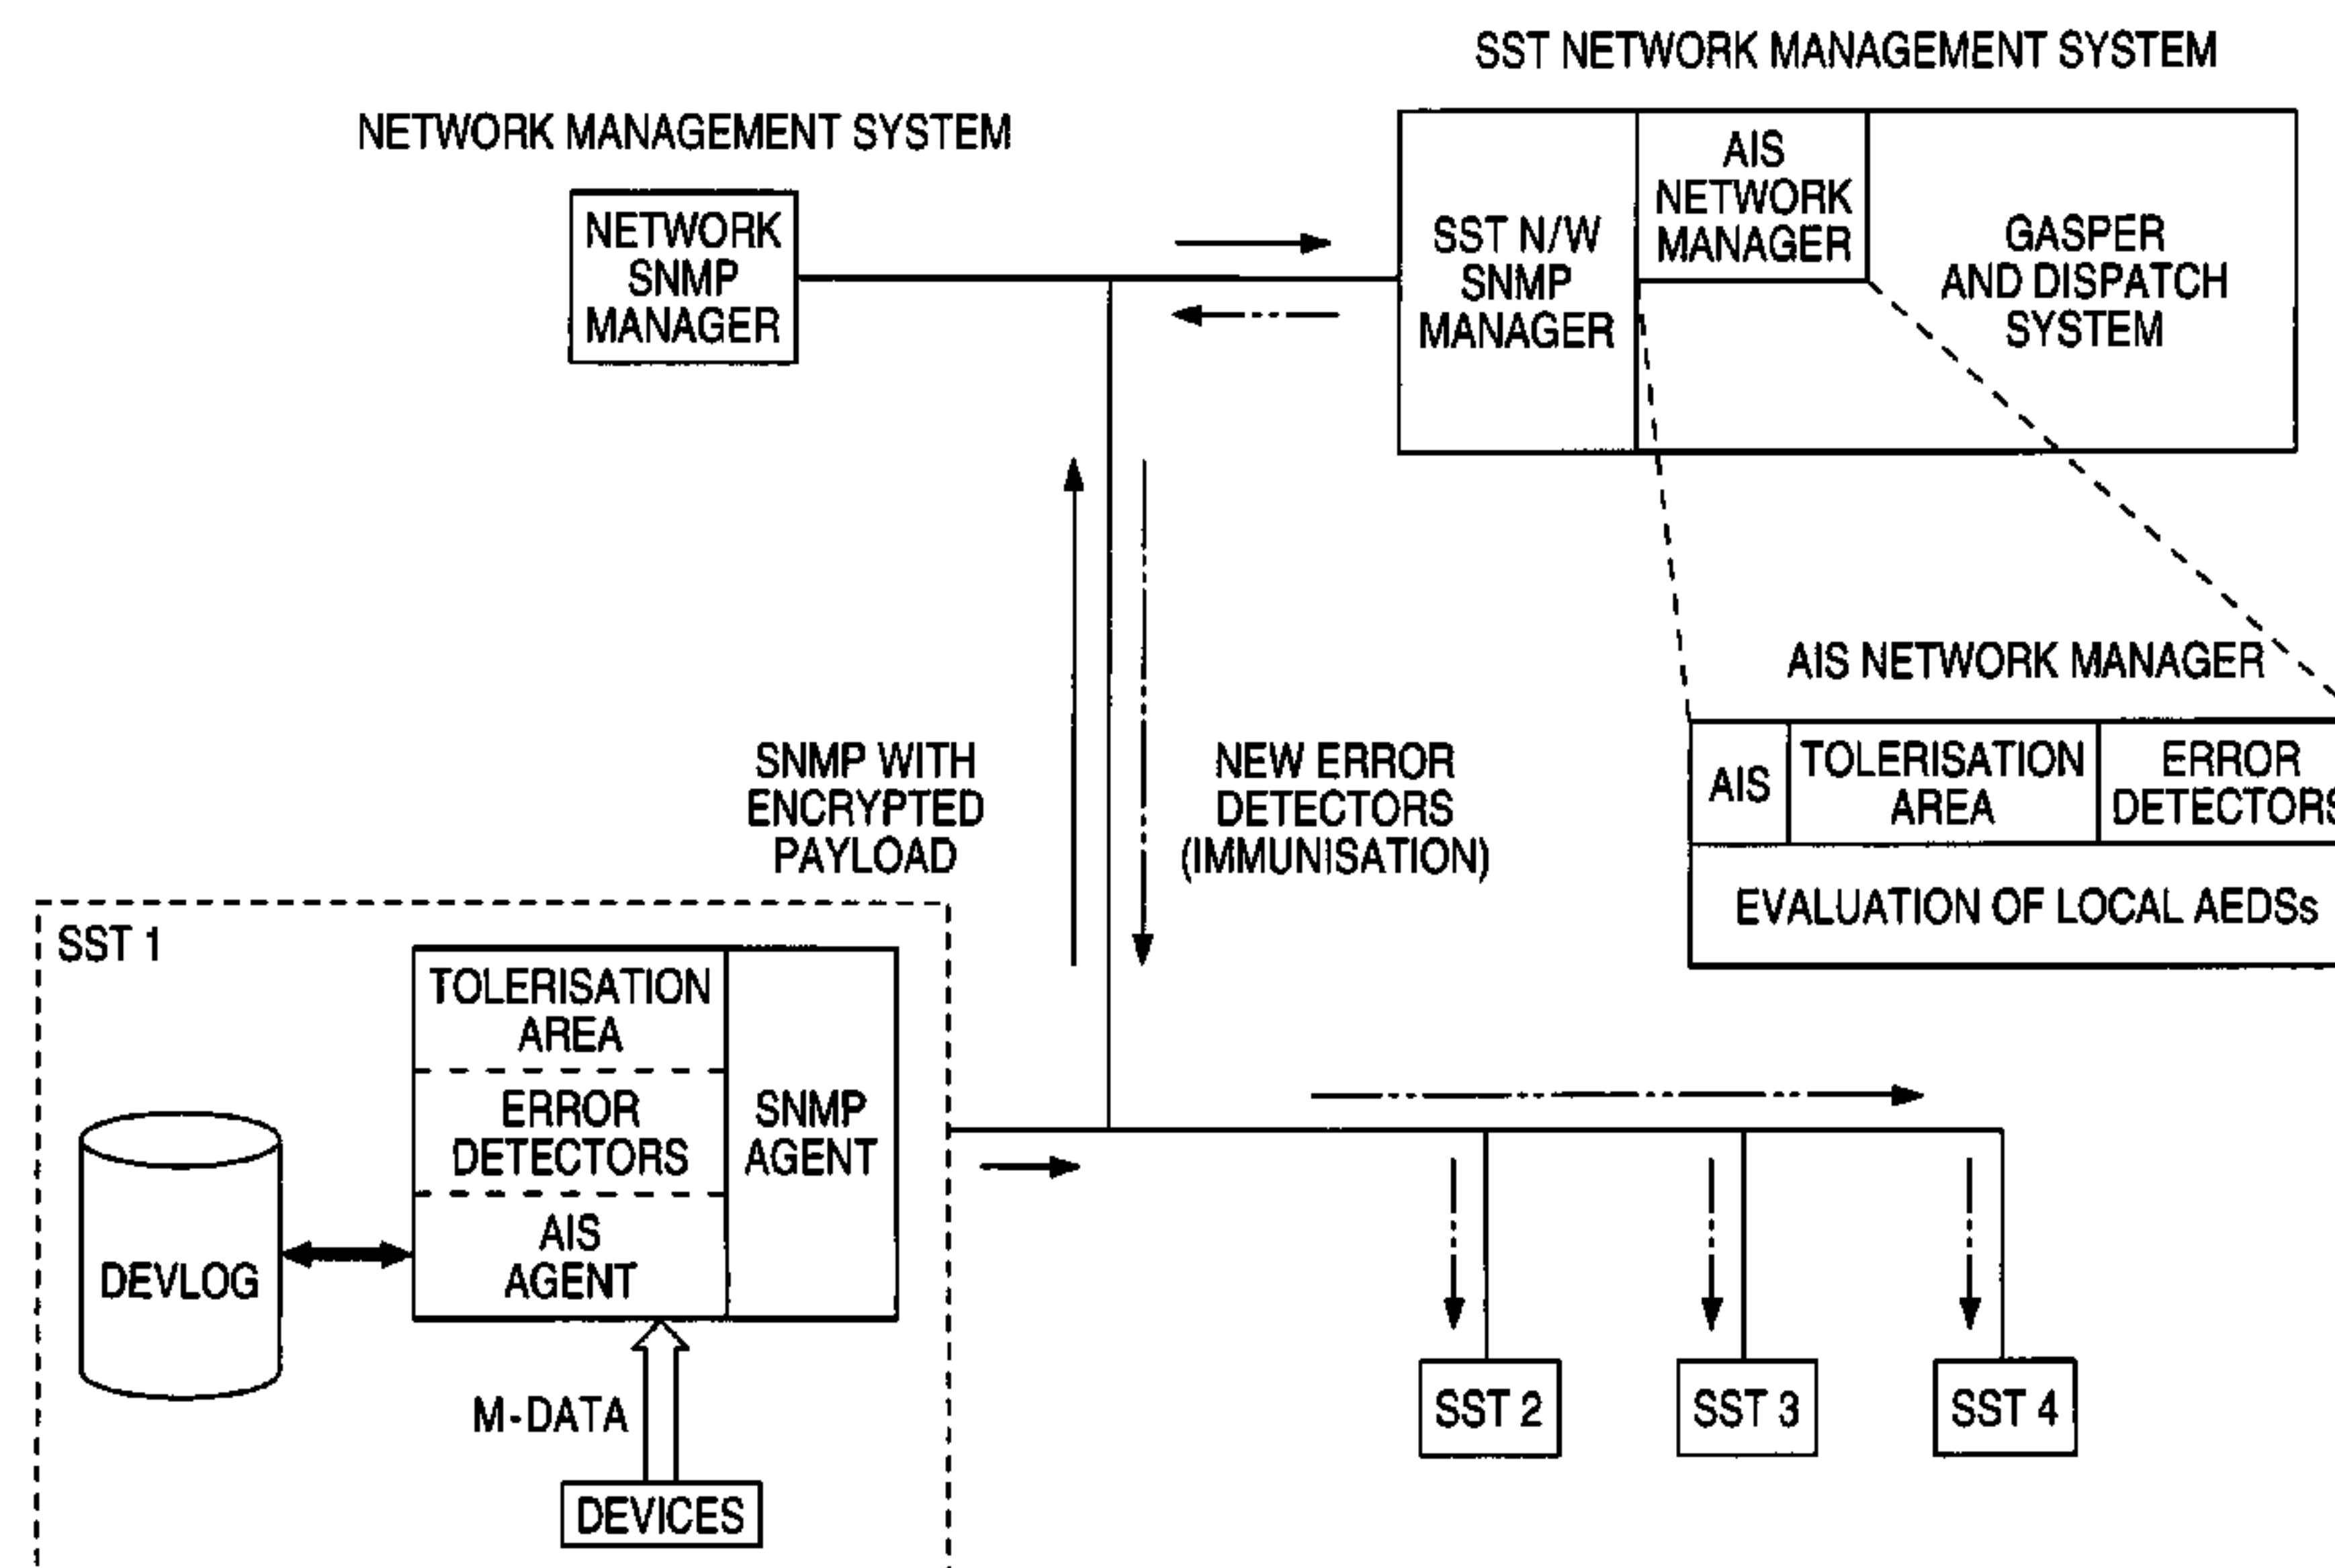 SST NETWORK MANAGEMENT SYSTEM
NETWORK MANAGEMENT SYSTEM
NETWORK
SNMP
MANAGER
SST N/W
SNMP
MANAGER
AIS
NETWORK
MANAGER
GASPER
AND DISPATCH
SYSTEM
AIS NETWORK MANAGER
AIS
TOLERISATION
AREA
ERROR
DETECTORS
EVALUATION OF LOCAL AEDSs
SNMP WITH
ENCRYPTED
PAYLOAD
NEW ERROR
DETECTORS
(IMMUNISATION)
SST 1
TOLERISATION
AREA
ERROR
DETECTORS
AIS
AGENT
SNMP
AGENT
DEVLOG
M-DATA
DEVICES
SST 2
SST 3
SST 4